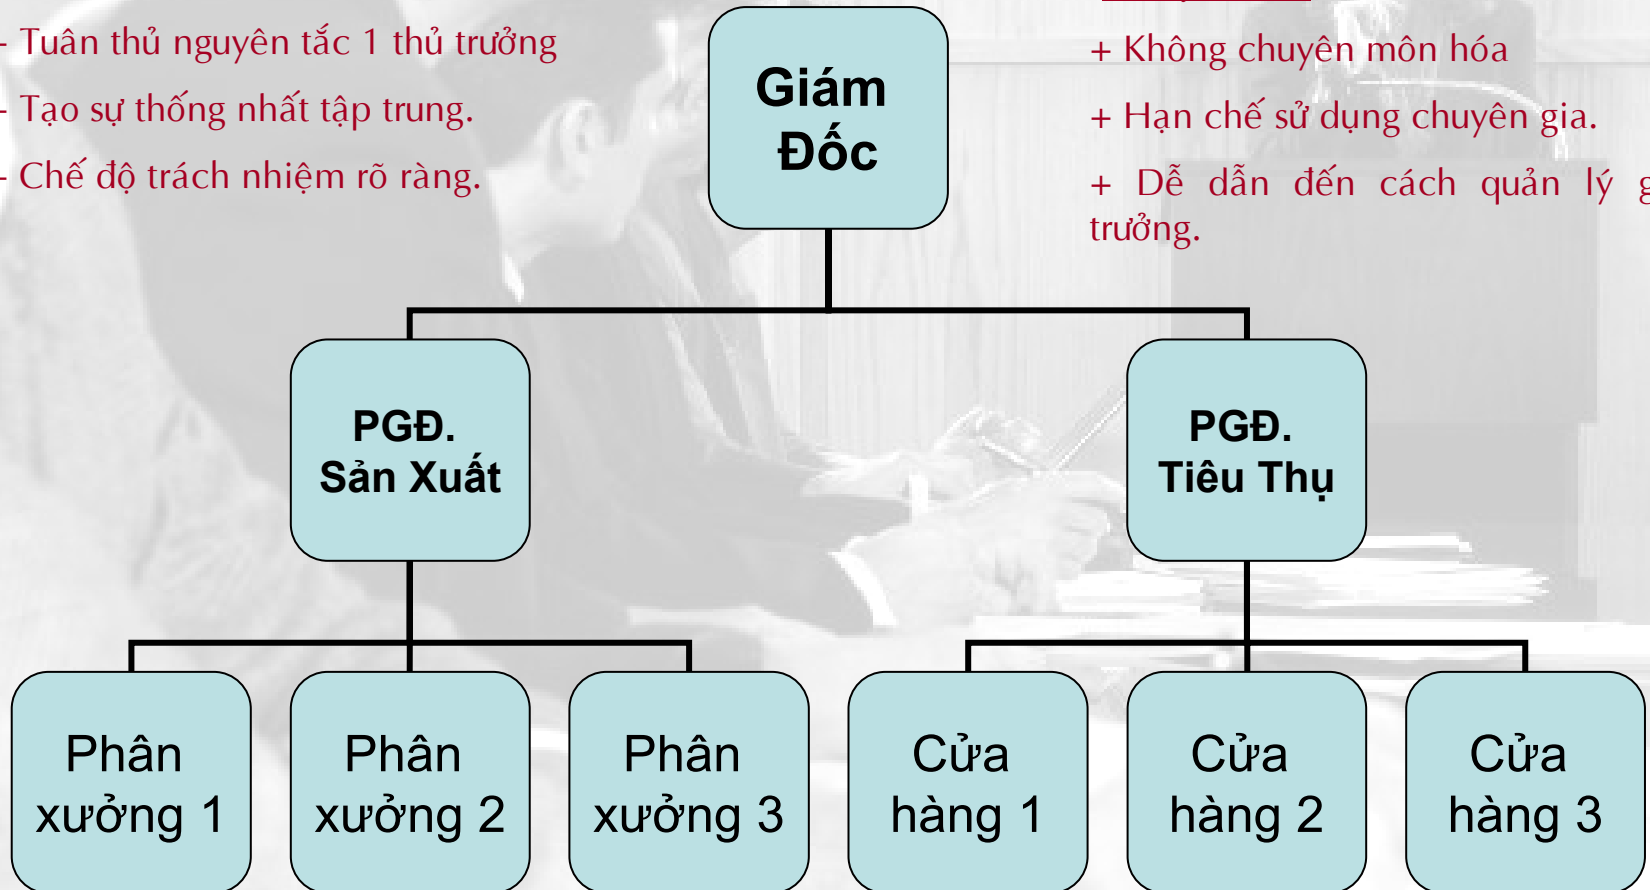 - Tuân thủ nguyên tắc 1 thủ trưởng
- Tạo sự thống nhất tập trung.
- Chế độ trách nhiệm rõ ràng.
+ Không chuyên môn hóa
+ Hạn chế sử dụng chuyên gia.
+ Dễ dẫn đến cách quản lý
trưởng.
Giám
Đốc
PGĐ.
Sản Xuất
PGĐ.
Tiêu Thụ
Phân
xưởng 1
Phân
xưởng 2
Phân
xưởng 3
Cửa
hàng 1
Cửa
hàng 2
Cửa
hàng 3